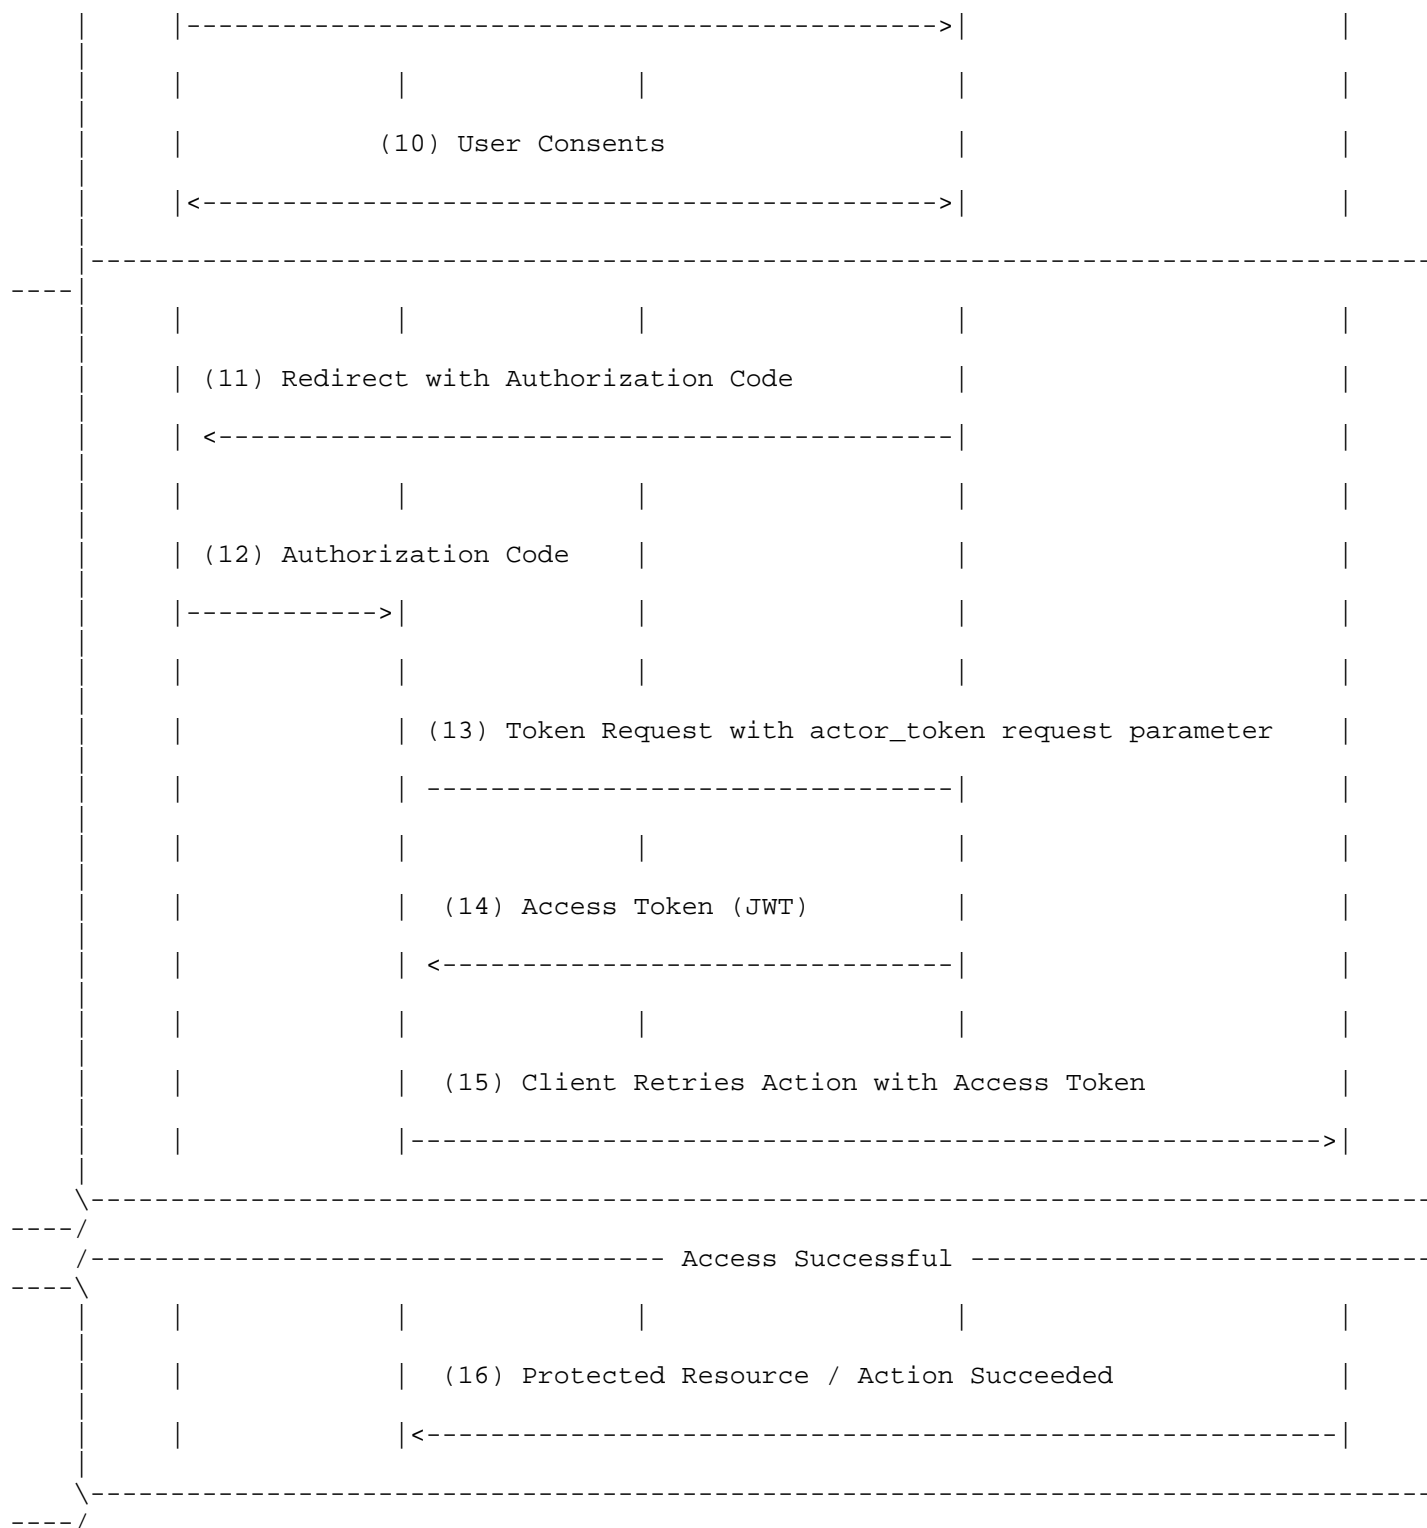 (10) User Consents
(11) Redirect with Authorization Code
(12) Authorization Code
(13) Token Request with actor_token request parameter
(14) Access Token (JWT)
(15) Client Retries Action with Access Token
Access Successful
(16) Protected Resource / Action Succeeded